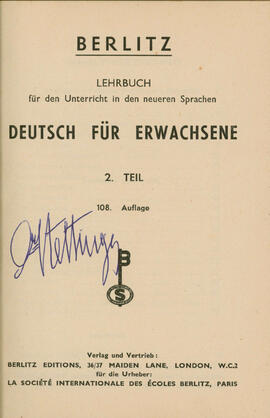 BERLITZ
LEHRBUCH
für den Unterricht in den neueren Sprachen
DEUTSCH FÜR ERWACHSENE
2. TEIL
108. Auflage
B
S
Verlag und Vertrieb:
BERLITZ EDITIONS, 36/37 MAIDEN LANE, LONDON, W.C.2
für die Urheber:
LA SOCIÉTÉ INTERNATIONALE DES ÉCOLES BERLITZ, PARIS